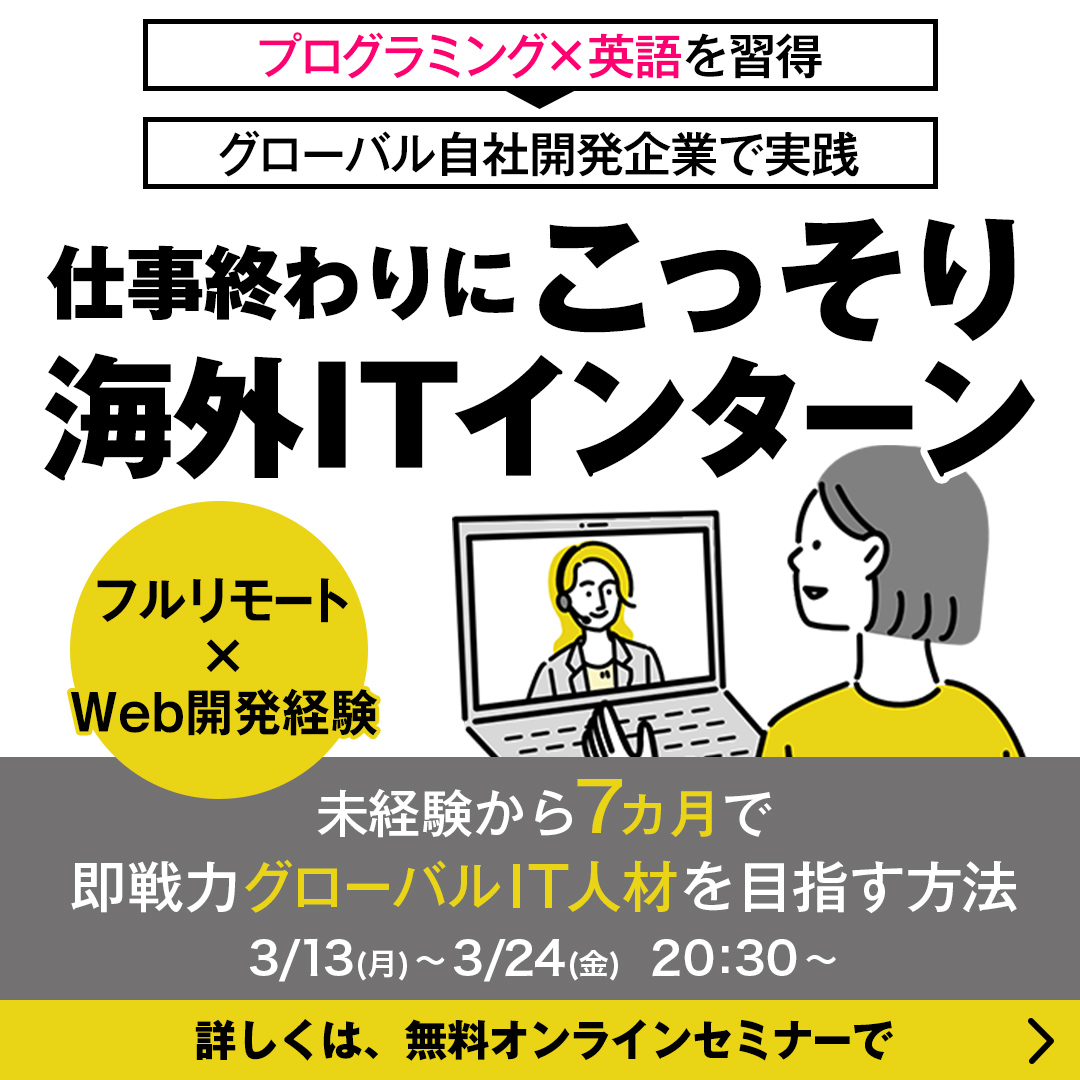 プログラミング×英語を習得
グローバル自社開発企業で実践
仕事終わりにこっそり
海外ITインターン
フルリモート
×
Web開発経験
未経験から7ヵ月で
即戦力グローバルIT人材を目指す方法
3/13(月)～3/24(金) 20:30～
詳しくは、無料オンラインセミナーで